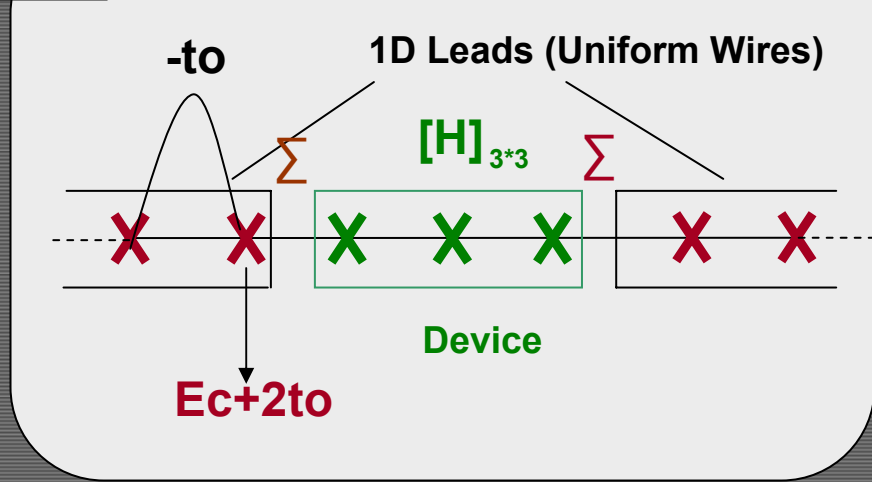 -to
1D Leads (Uniform Wires)
∑
[H] 3*3
∑
X X X X X X X
Device
Ec+2to